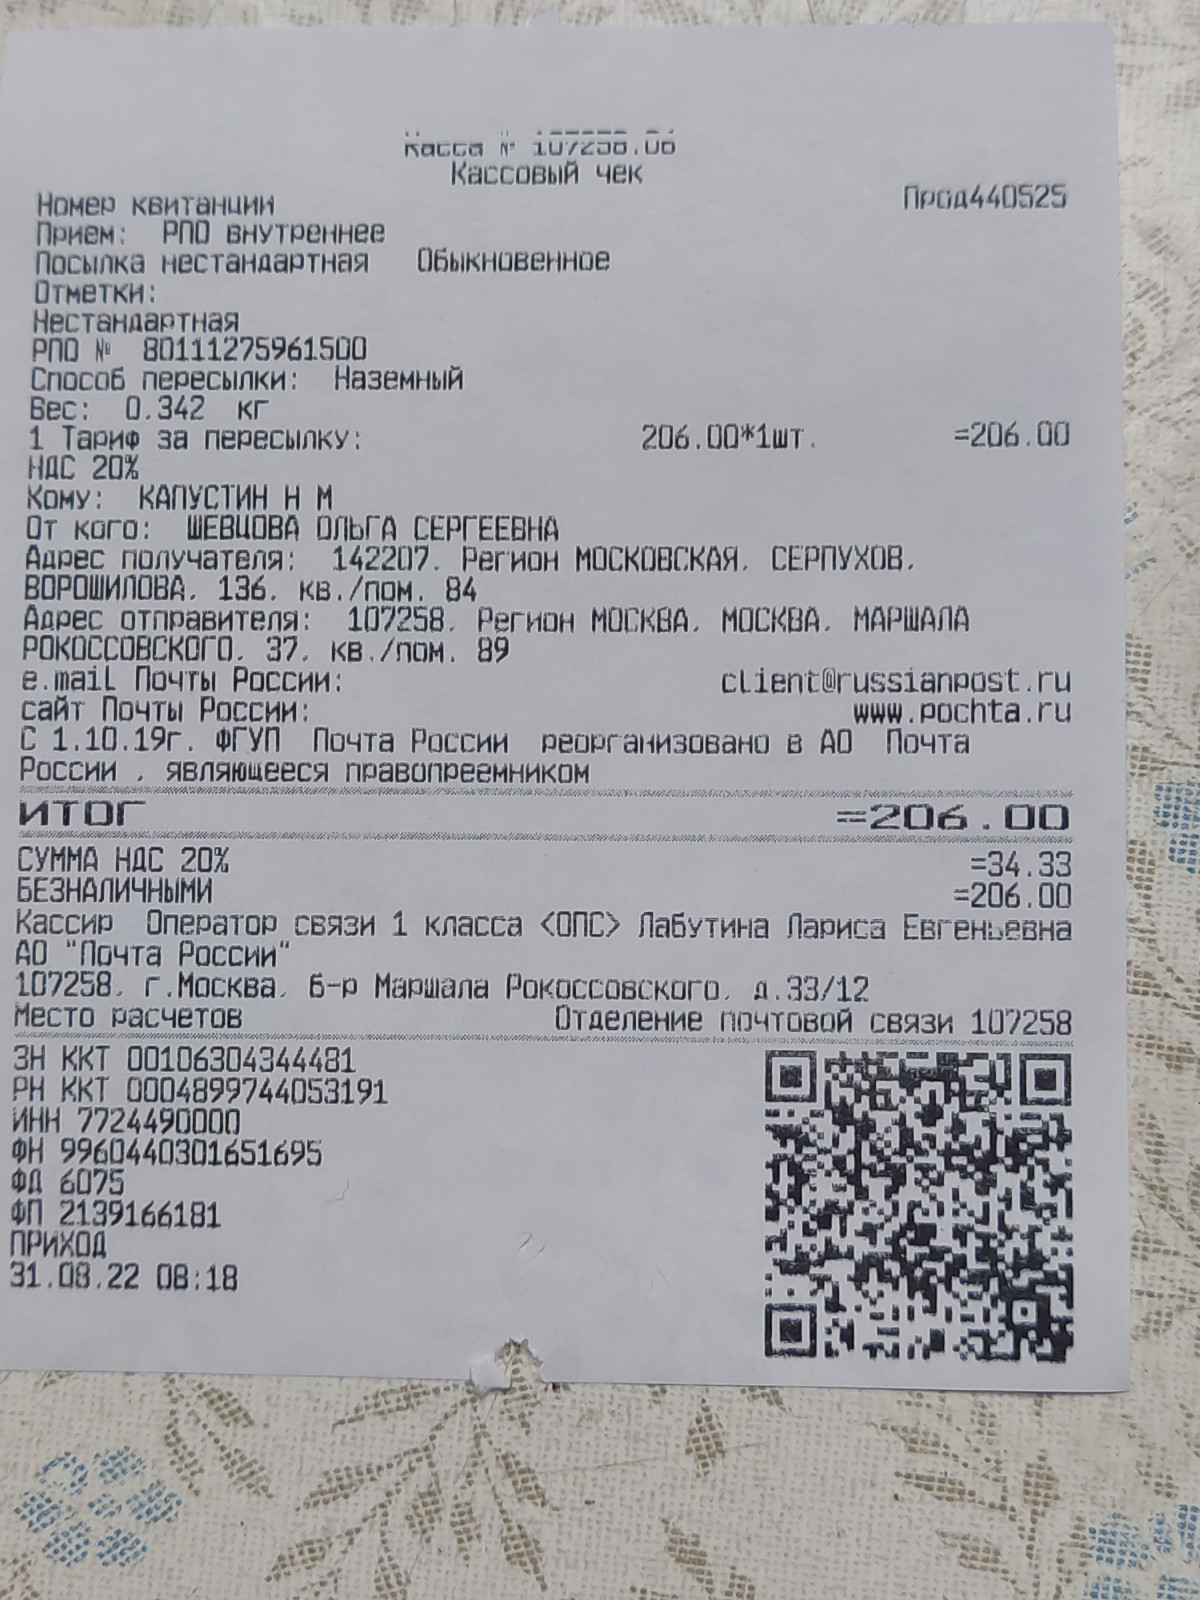 Касса № 107258.06
Кассовый чек
Номер квитанции Прод440525
Прием: РПО внутреннее
Посылка нестандартная Обыкновенное
Отметки:
Нестандартная
РПО № 80111275961500
Способ пересылки: Наземный
Вес: 0.342 кг
1 Тариф за пересылку: 206.00*1шт. =206.00
НДС 20%
Кому: КАПУСТИН Н М
От кого: ШЕВЦОВА ОЛЬГА СЕРГЕЕВНА
Адрес получателя: 142207, Регион МОСКОВСКАЯ, СЕРПУХОВ,
ВОРОШИЛОВА, 136, кв./пом. 84
Адрес отправителя: 107258, Регион МОСКВА, МОСКВА, МАРШАЛА
РОКОССОВСКОГО, 37, кв./пом. 89
e.mail Почты России: client@russianpost.ru
сайт Почты России: www.pochta.ru
С 1.10.19г. ФГУП Почта России реорганизовано в АО Почта
России , являющееся правопреемником
ИТОГ =206.00
СУММА НДС 20% =34.33
БЕЗНАЛИЧНЫМИ =206.00
Кассир Оператор связи 1 класса <ОПС> Лабутина Лариса Евгеньевна
АО "Почта России"
107258, г.Москва, б-р Маршала Рокоссовского, д.33/12
Место расчетов Отделение почтовой связи 107258
ЗН ККТ 00106304344481
РН ККТ 0004899744053191
ИНН 7724490000
ФН 9960440301651695
ФД 6075
ФП 2139166181
ПРИХОД
31.08.22 08:18